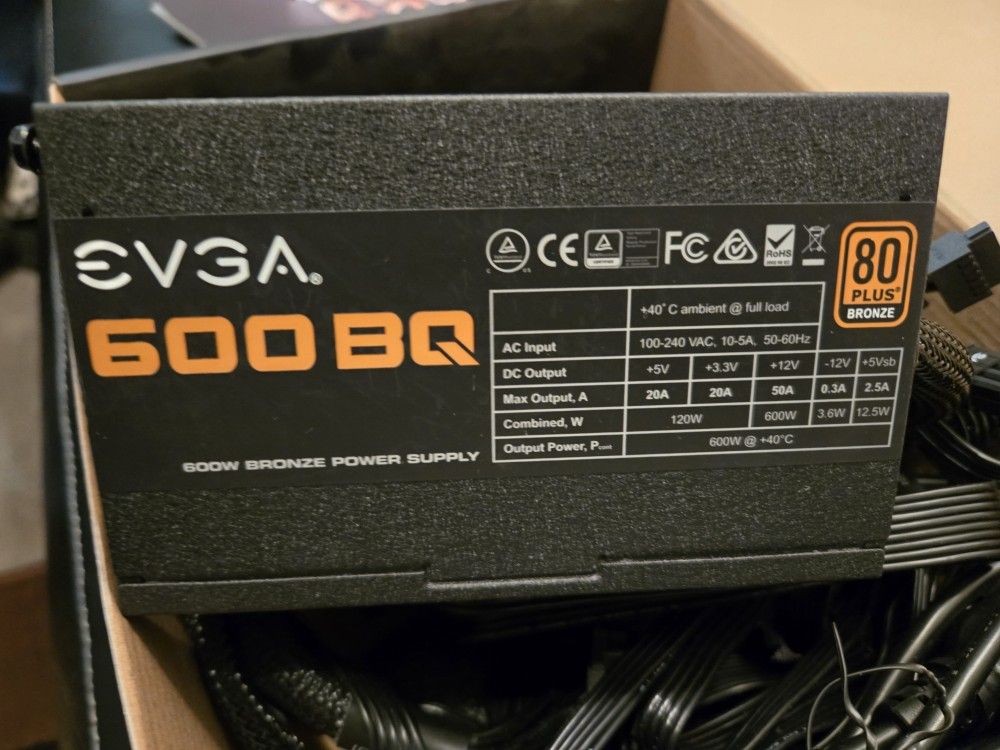 EVGA
600 BQ
600W BRONZE POWER SUPPLY
CE
FC
RoHS
80
PLUS®
BRONZE
+40°C ambient @ full load
AC Input 100-240 VAC, 10-5A, 50-60Hz
DC Output +5V +3.3V +12V -12V +5Vsb
Max Output, A 20A 20A 50A 0.3A 2.5A
Combined, W 120W 600W 3.6W 12.5W
Output Power, Pcont 600W @ +40°C